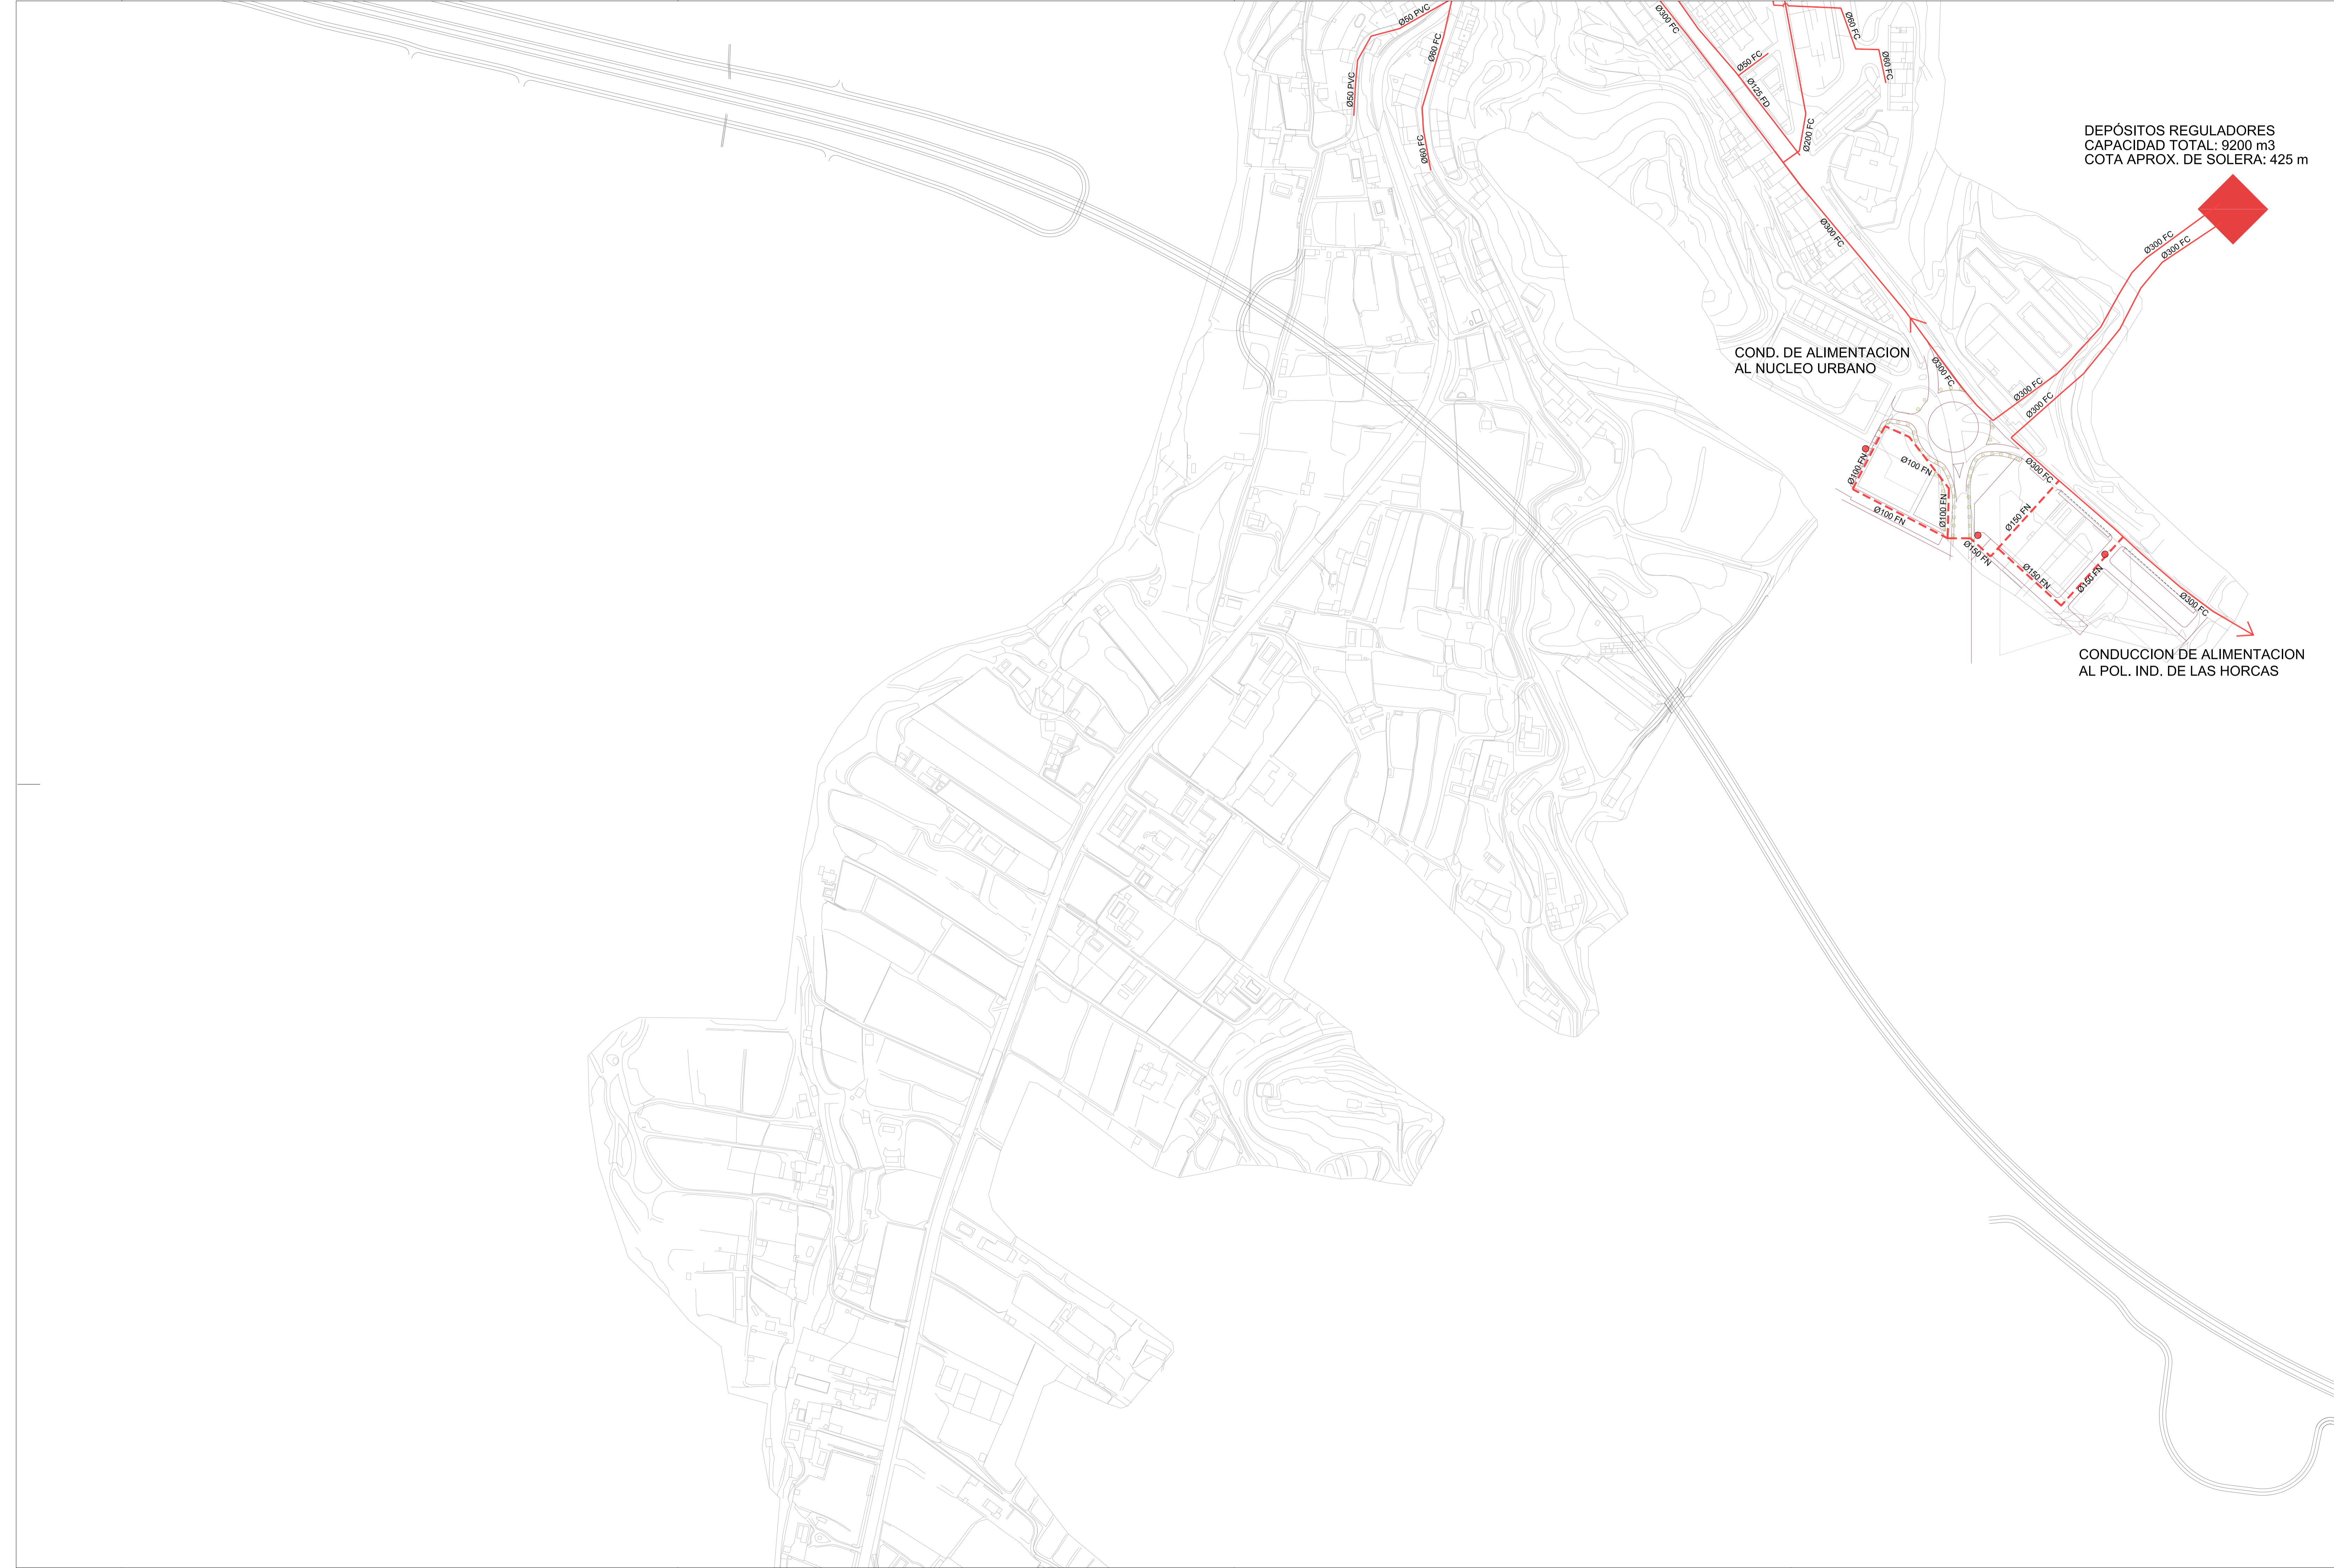 Ø50 PVC
Ø50 PVC
Ø60 FC
Ø60 FC
Ø300 FC
Ø50 FC
Ø125 FD
Ø200 FC
Ø60 FC
Ø60 FC
DEPÓSITOS REGULADORES
CAPACIDAD TOTAL: 9200 m3
COTA APROX. DE SOLERA: 425 m
Ø300 FC
Ø300 FC
Ø300 FC
COND. DE ALIMENTACION
AL NUCLEO URBANO
Ø300 FC
Ø300 FC
Ø300 FC
Ø100 FN
Ø100 FN
Ø100 FN
Ø100 FN
Ø300 FC
Ø150 FN
Ø150 FN
Ø150 FN
Ø150 FN
Ø300 FC
CONDUCCION DE ALIMENTACION
AL POL. IND. DE LAS HORCAS